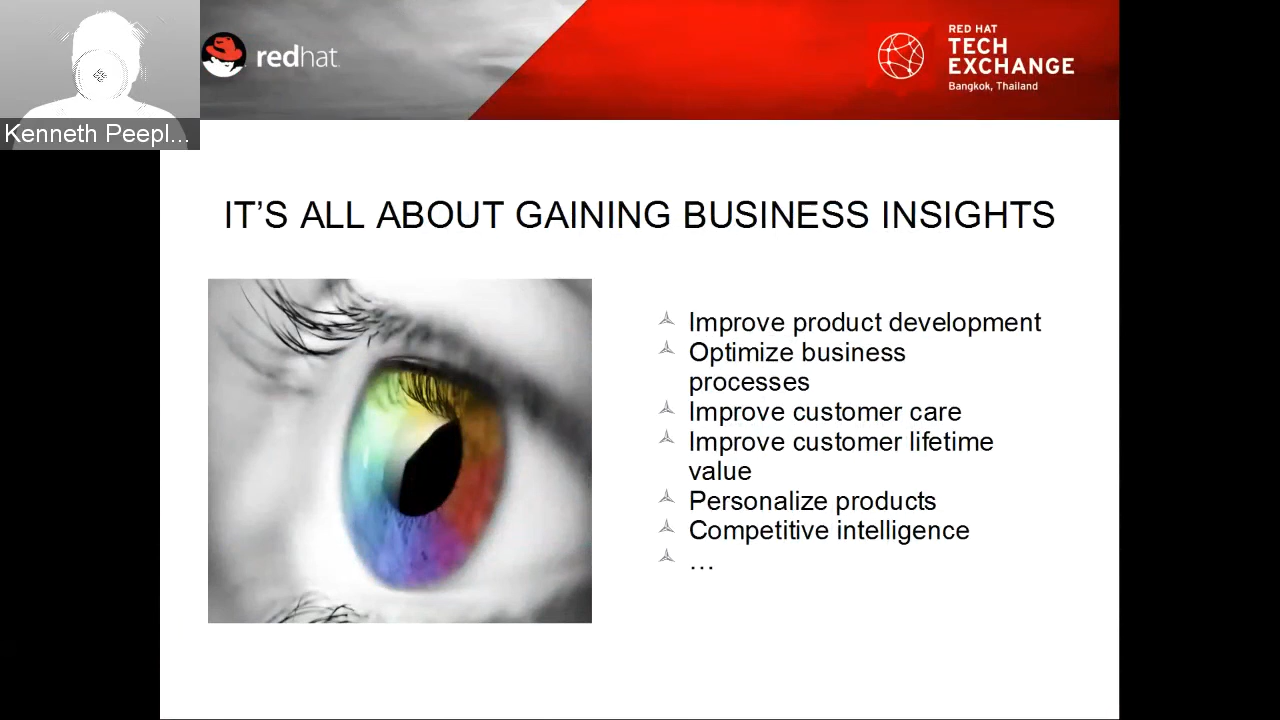 Kenneth Peepl...
redhat.
RED HAT
TECH
EXCHANGE
Bangkok, Thailand
IT’S ALL ABOUT GAINING BUSINESS INSIGHTS
Improve product development
Optimize business
processes
Improve customer care
Improve customer lifetime
value
Personalize products
Competitive intelligence
…